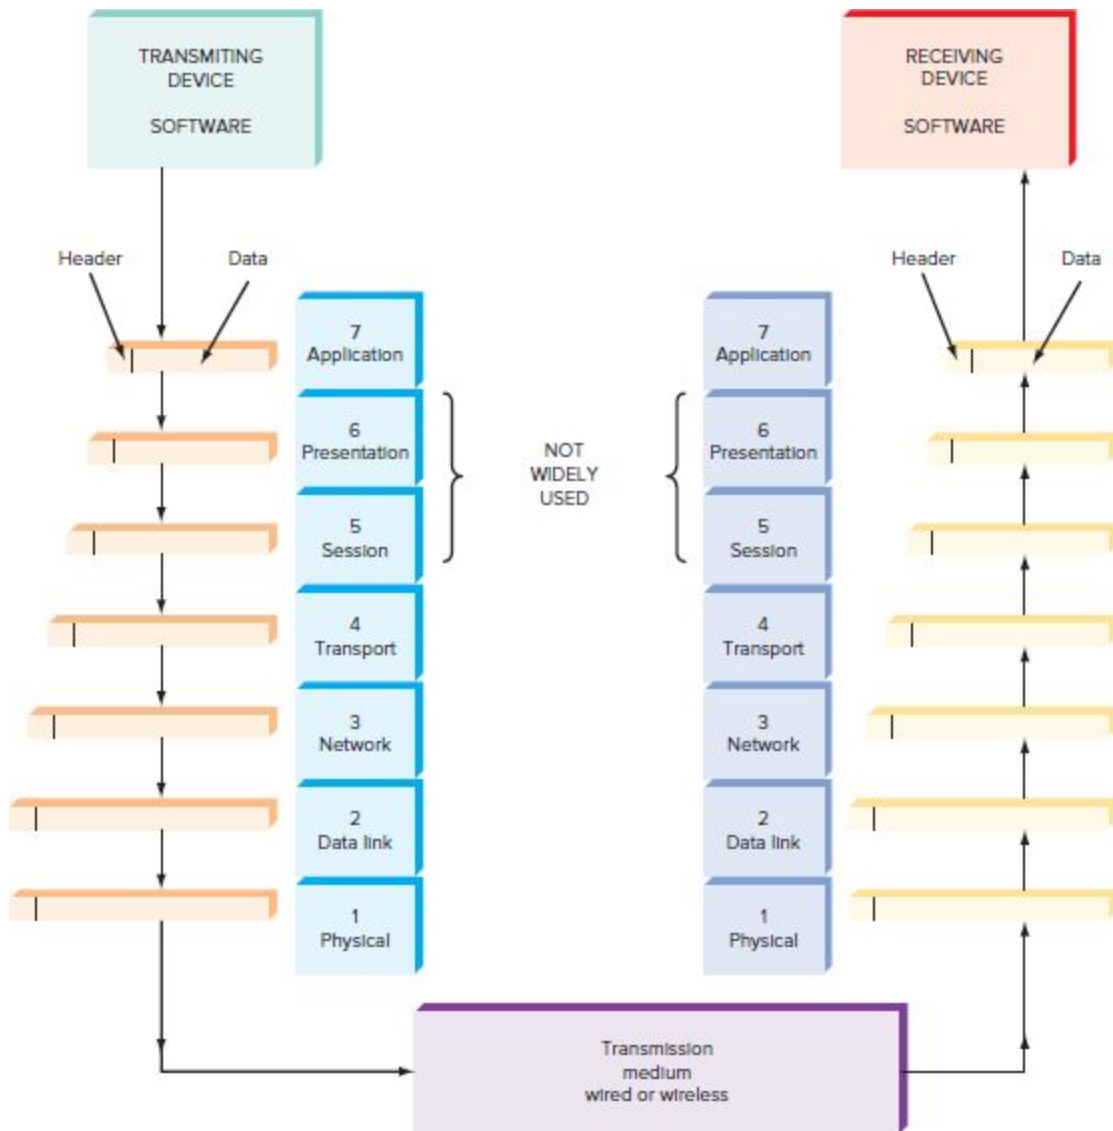 TRANSMITING
DEVICE
SOFTWARE
RECEIVING
DEVICE
SOFTWARE
Header
Data
Header
Data
7
Application
6
Presentation
5
Session
4
Transport
3
Network
2
Data link
1
Physical
NOT
WIDELY
USED
7
Application
6
Presentation
5
Session
4
Transport
3
Network
2
Data link
1
Physical
Transmission
medium
wired or wireless